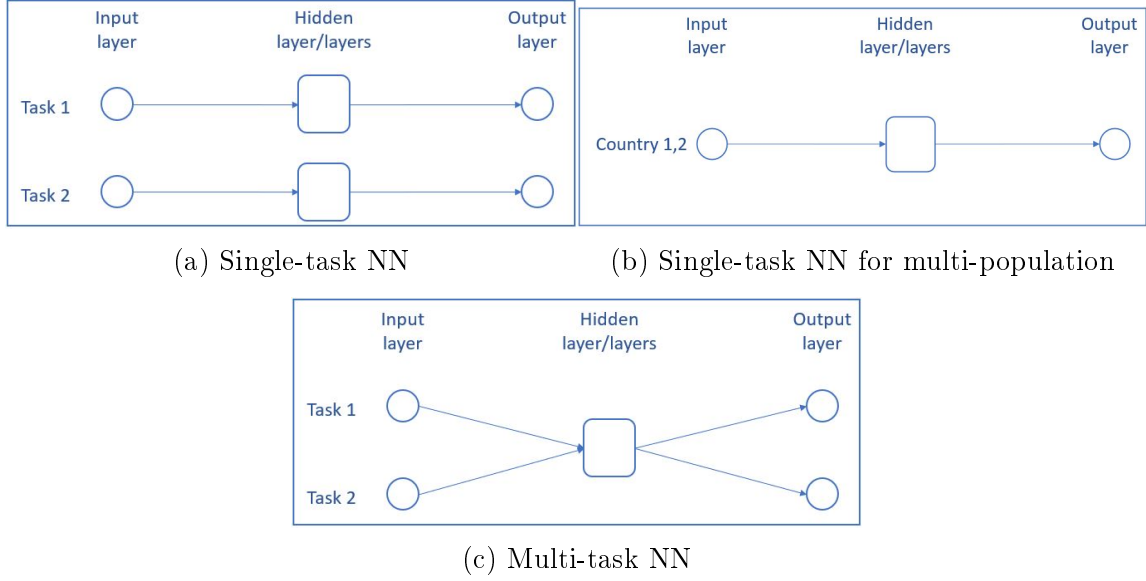 Input layer
Hidden layer/layers
Output layer
Task 1
Task 2
(a) Single-task NN
Input layer
Hidden layer/layers
Output layer
Country 1,2
(b) Single-task NN for multi-population
Input layer
Hidden layer/layers
Output layer
Task 1
Task 2
(c) Multi-task NN